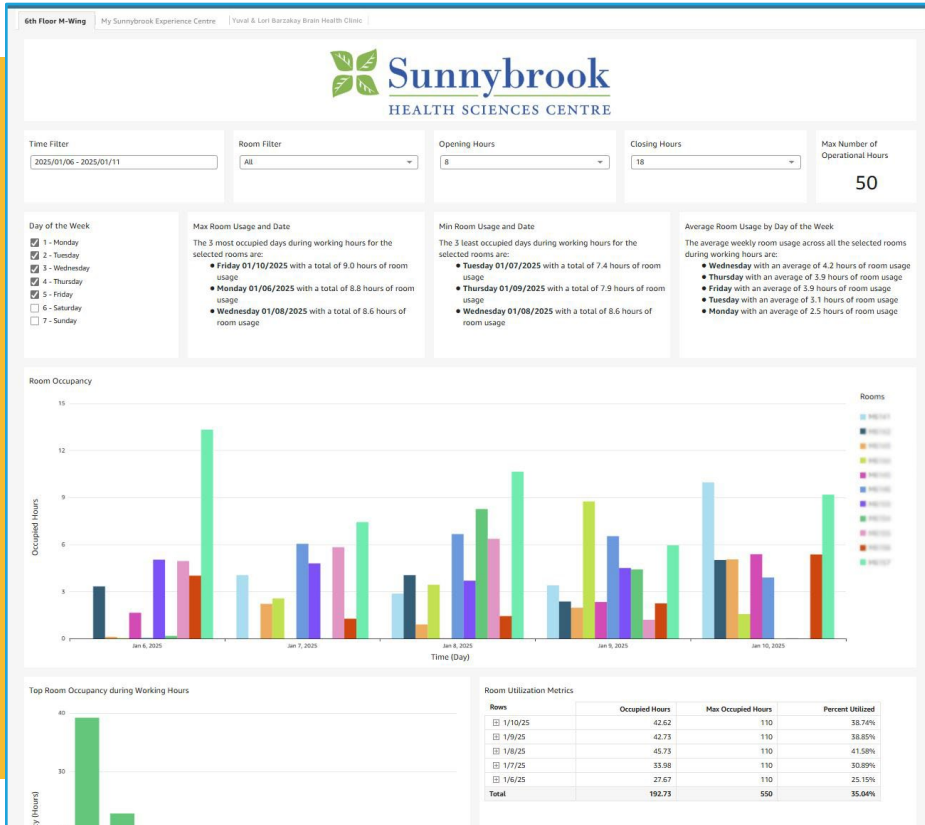 6th Floor M-Wing
My Sunnybrook Experience Centre
Yuval & Lori Barzakay Brain Health Clinic
Sunnybrook
HEALTH SCIENCES CENTRE
Time Filter
2025/01/06 - 2025/01/11
Room Filter
All
Opening Hours
8
Closing Hours
18
Max Number of
Operational Hours
50
Day of the Week
1 - Monday
2 - Tuesday
3 - Wednesday
4 - Thursday
5 - Friday
6 - Saturday
7 - Sunday
Max Room Usage and Date
The 3 most occupied days during working hours for the
selected rooms are:
• Friday 01/10/2025 with a total of 9.0 hours of room
usage
• Monday 01/06/2025 with a total of 8.8 hours of room
usage
• Wednesday 01/08/2025 with a total of 8.6 hours of
room usage
Min Room Usage and Date
The 3 least occupied days during working hours for the
selected rooms are:
• Tuesday 01/07/2025 with a total of 7.4 hours of room
usage
• Thursday 01/09/2025 with a total of 7.9 hours of room
usage
• Wednesday 01/08/2025 with a total of 8.6 hours of
room usage
Average Room Usage by Day of the Week
The average weekly room usage across all the selected rooms
during working hours are:
• Wednesday with an average of 4.2 hours of room usage
• Thursday with an average of 3.9 hours of room usage
• Friday with an average of 3.9 hours of room usage
• Tuesday with an average of 3.1 hours of room usage
• Monday with an average of 2.5 hours of room usage
Room Occupancy
Rooms
15
12
9
6
3
0
Occupied Hours
Jan 6, 2025
Jan 7, 2025
Jan 8, 2025
Jan 9, 2025
Jan 10, 2025
Time (Day)
Top Room Occupancy during Working Hours
40
30
(Hours)
Room Utilization Metrics
Rows Occupied Hours Max Occupied Hours Percent Utilized
1/10/25 42.62 110 38.74%
1/9/25 42.73 110 38.85%
1/8/25 45.73 110 41.58%
1/7/25 33.98 110 30.89%
1/6/25 27.67 110 25.15%
Total 192.73 550 35.04%